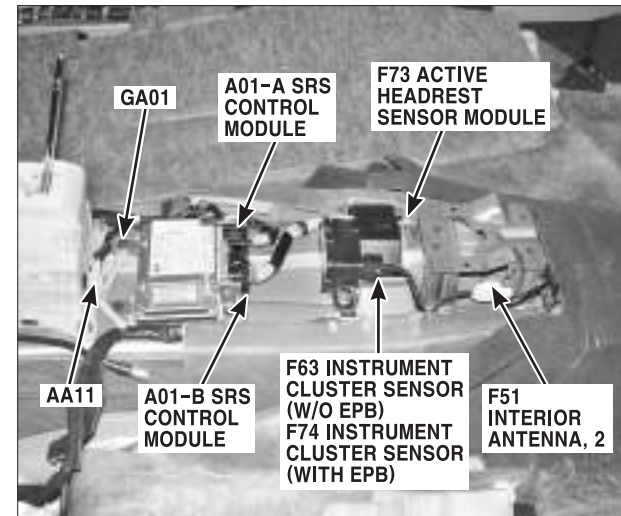 GA01
A01-A SRS
CONTROL
MODULE
F73 ACTIVE
HEADREST
SENSOR MODULE
AA11
A01-B SRS
CONTROL
MODULE
F63 INSTRUMENT
CLUSTER SENSOR
(W/O EPB)
F74 INSTRUMENT
CLUSTER SENSOR
(WITH EPB)
F51
INTERIOR
ANTENNA, 2